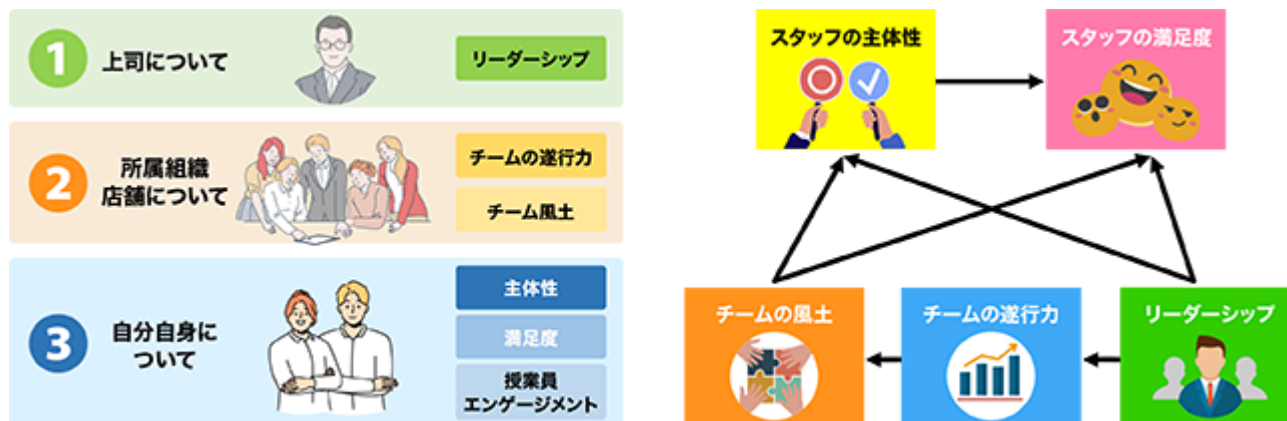 1
上司について
リーダーシップ
2
所属組織
店舗について
チームの遂行力
チーム風土
3
自分自身に
ついて
主体性
満足度
授業員
エンゲージメント
スタッフの主体性
スタッフの満足度
チームの風土
チームの遂行力
リーダーシップ